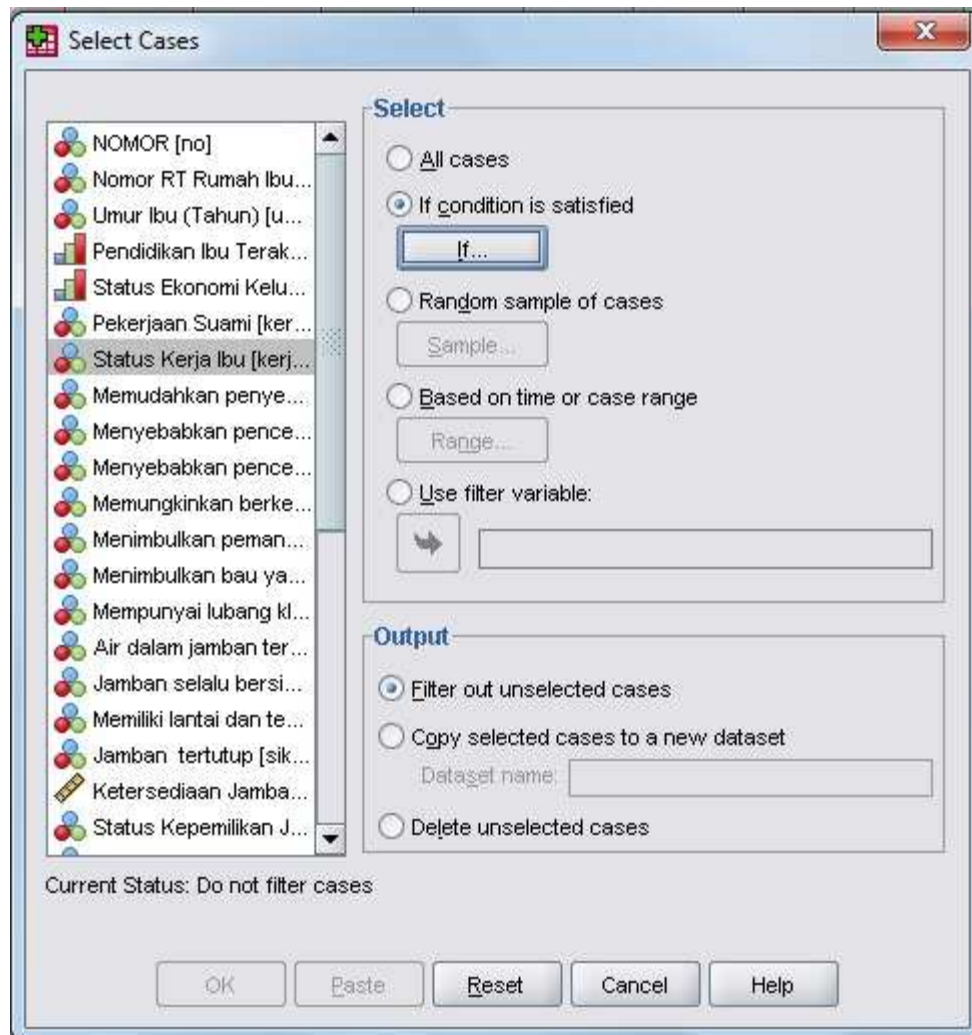 Select Cases
NOMOR [no]
Nomor RT Rumah Ibu...
Umur Ibu (Tahun) [u...
Pendidikan Ibu Terak...
Status Ekonomi Kelu...
Pekerjaan Suami [ker...
Status Kerja Ibu [kerj...
Memudahkan penye...
Menyebabkan pence...
Menyebabkan pence...
Memungkinkan berke...
Menimbulkan peman...
Menimbulkan bau ya...
Mempunyai lubang kl...
Air dalam jamban ter...
Jamban selalu bersi...
Memiliki lantai dan te...
Jamban tertutup [sik...
Ketersediaan Jamba...
Status Kepemilikan J...
Current Status: Do not filter cases
Select
All cases
If condition is satisfied
If...
Random sample of cases
Sample...
Based on time or case range
Range...
Use filter variable:
Output
Filter out unselected cases
Copy selected cases to a new dataset
Dataset name:
Delete unselected cases
OK
Paste
Reset
Cancel
Help